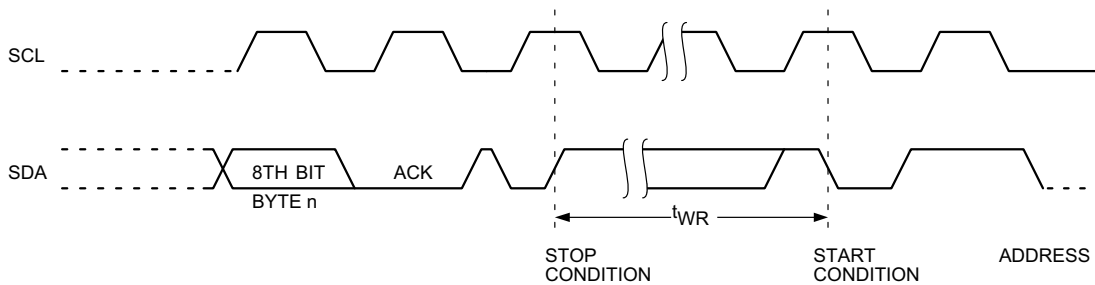 SCL
SDA
8TH BIT
ACK
BYTE n
tWR
STOP
CONDITION
START
CONDITION
ADDRESS